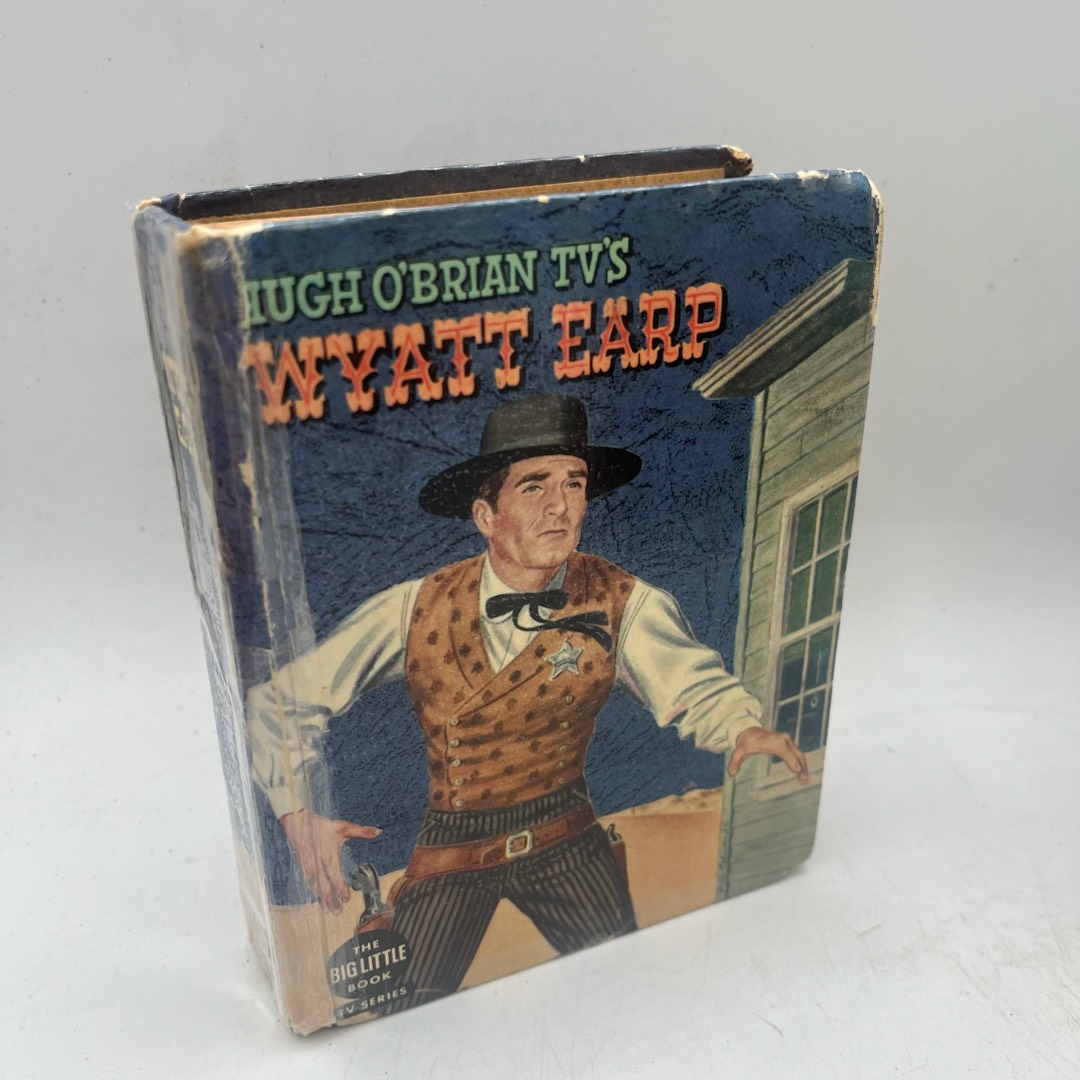 HUGH O'BRIAN TV'S
WYATT EARP
THE
BIG LITTLE
BOOK
TV-SERIES